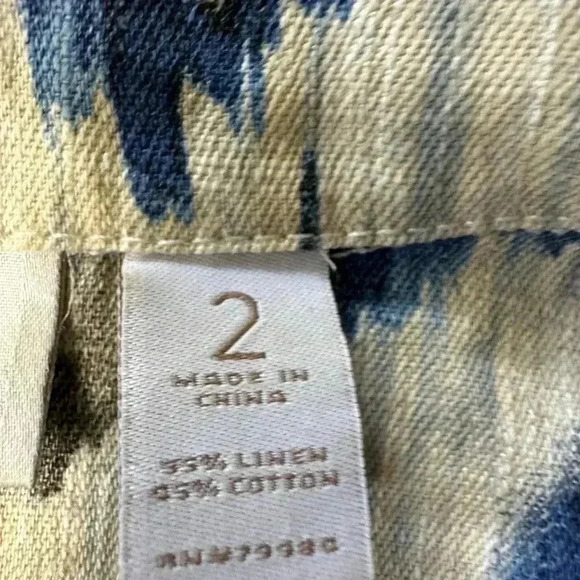 2
MADE IN
CHINA
55% LINEN
45% COTTON